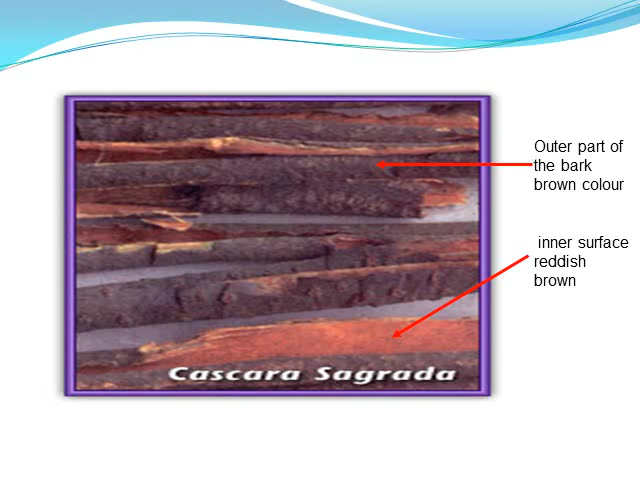 Outer part of
the bark
brown colour
inner surface
reddish
brown
Cascara Sagrada